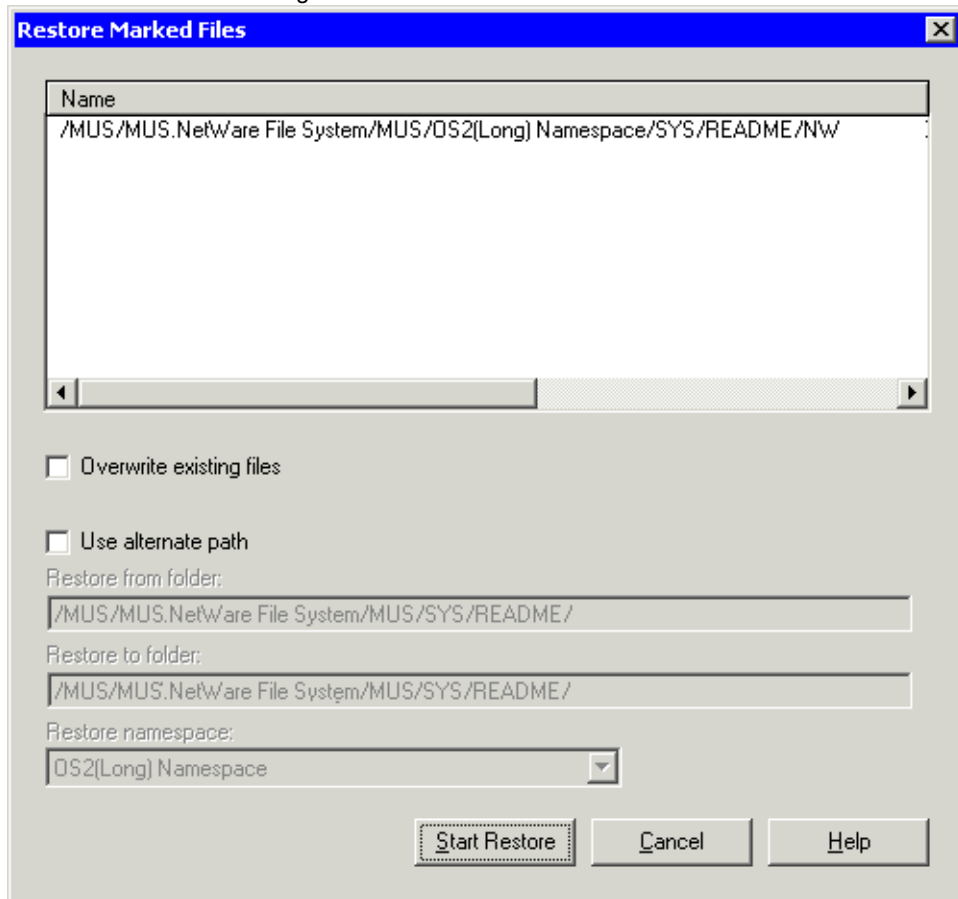 Restore Marked Files
Name
/MUS/MUS.NetWare File System/MUS/OS2(Long) Namespace/SYS/README/NW/
Overwrite existing files
Use alternate path
Restore from folder:
/MUS/MUS.NetWare File System/MUS/SYS/README/
Restore to folder:
/MUS/MUS.NetWare File System/MUS/SYS/README/
Restore namespace:
OS2(Long) Namespace
Start Restore Cancel Help